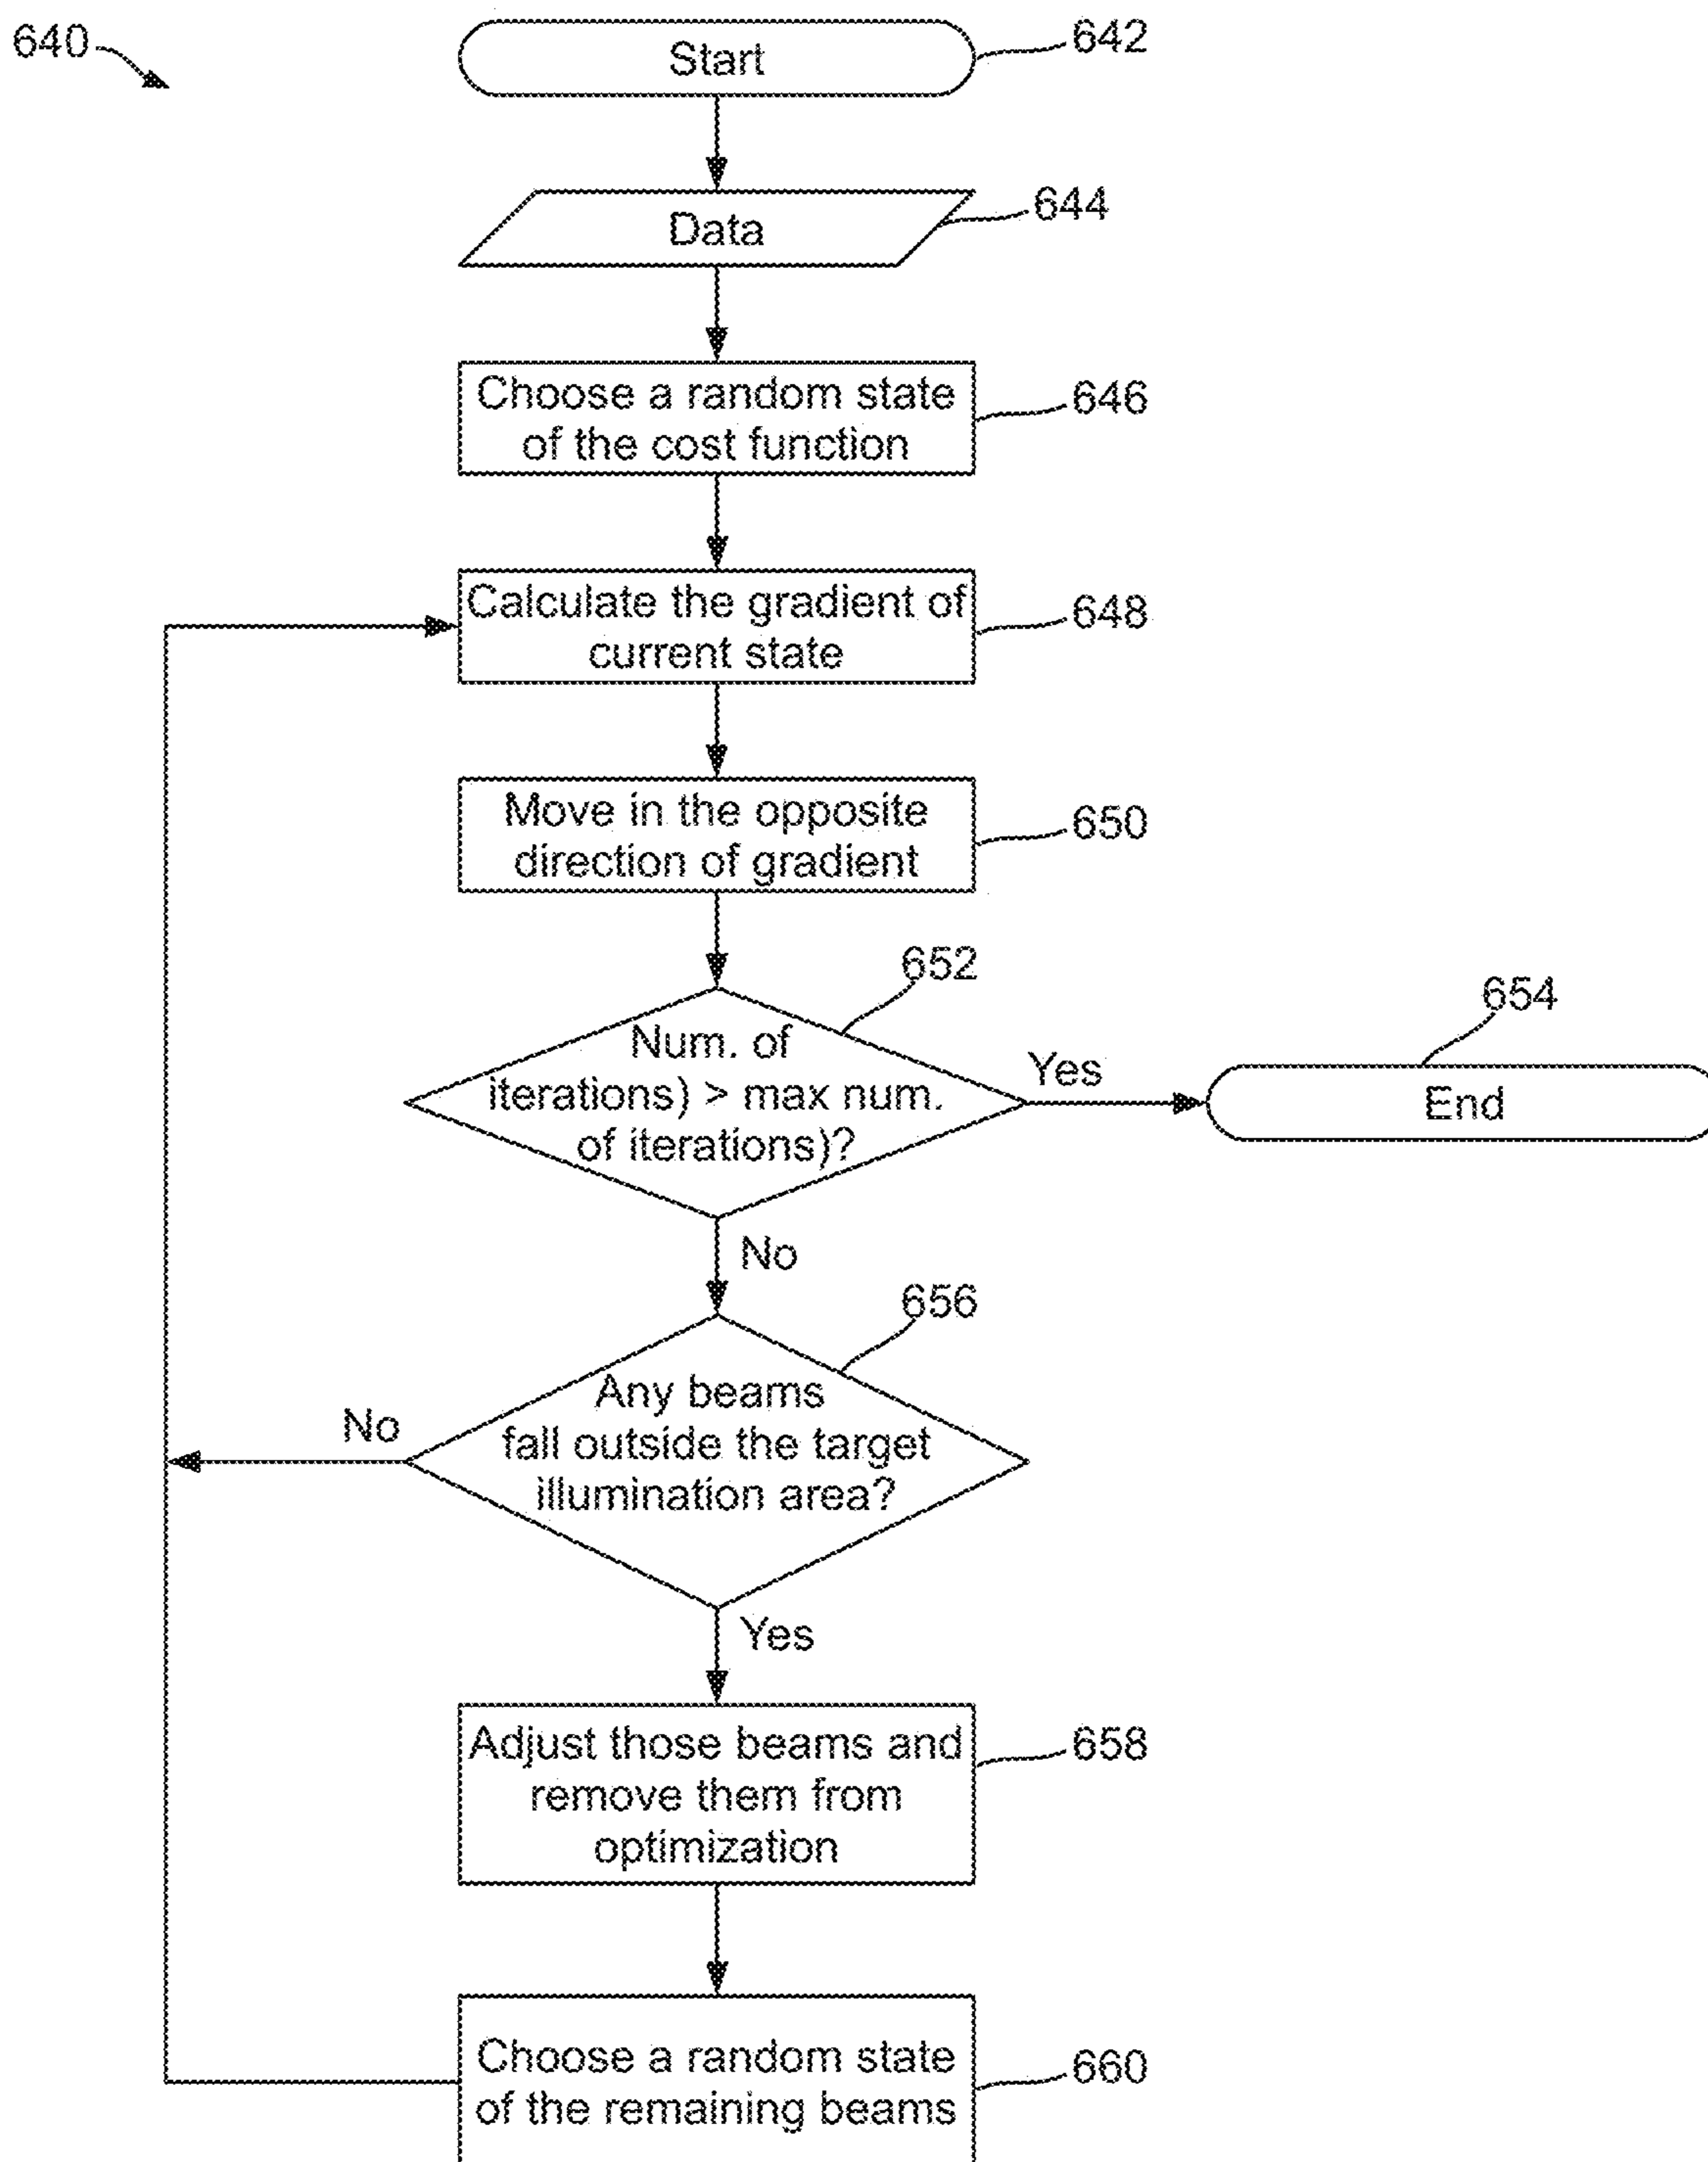 640
Start
642
Data
644
Choose a random state
of the cost function
646
Calculate the gradient of
current state
648
Move in the opposite
direction of gradient
650
652
Num. of
iterations) > max num.
of iterations)?
Yes
654
End
No
656
Any beams
fall outside the target
illumination area?
No
Yes
Adjust those beams and
remove them from
optimization
658
Choose a random state
of the remaining beams
660